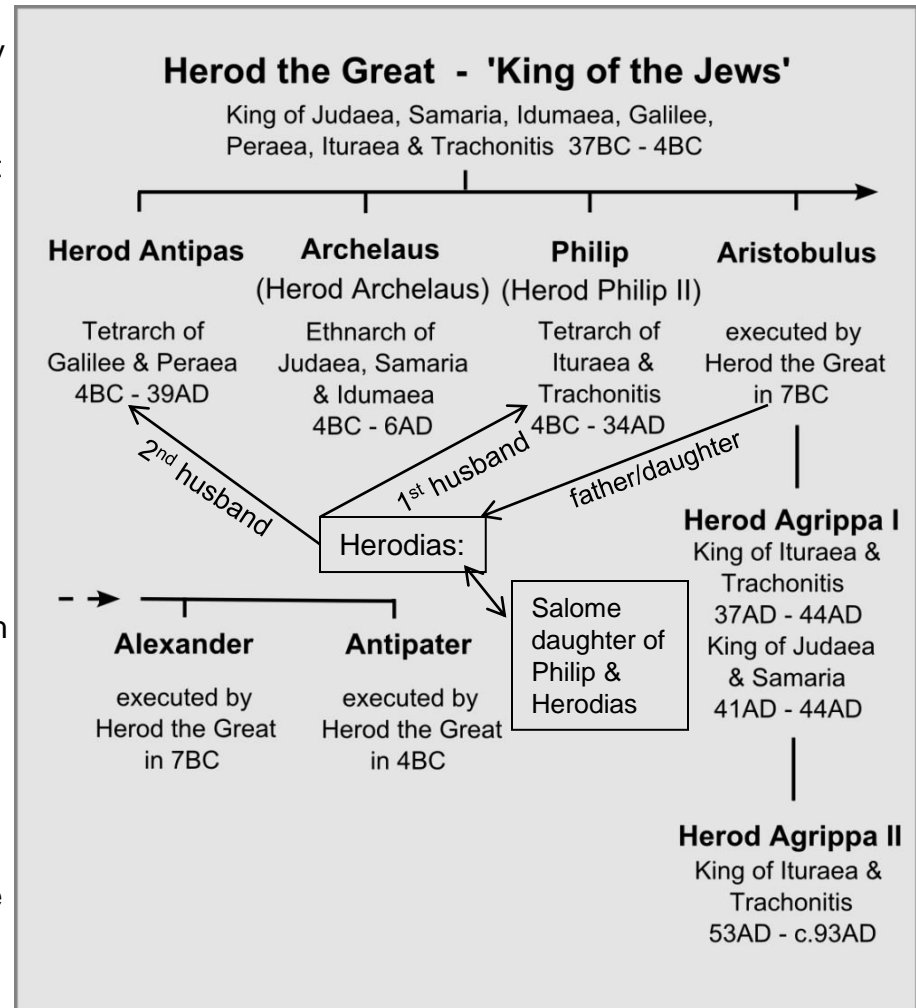 Herod the Great - 'King of the Jews'
King of Judaea, Samaria, Idumaea, Galilee,
Peraea, Ituraea & Trachonitis 37BC - 4BC
Herod Antipas
Tetrarch of
Galilee & Peraea
4BC - 39AD
Archelaus
(Herod Archelaus)
Ethnarch of
Judaea, Samaria
& Idumaea
4BC - 6AD
Philip
(Herod Philip II)
Tetrarch of
Ituraea &
Trachonitis
4BC - 34AD
Aristobulus
executed by
Herod the Great
in 7BC
2nd husband
1st husband
father/daughter
Herodias:
Salome
daughter of
Philip &
Herodias
Herod Agrippa I
King of Ituraea &
Trachonitis
37AD - 44AD
King of Judaea
& Samaria
41AD - 44AD
Alexander
executed by
Herod the Great
in 7BC
Antipater
executed by
Herod the Great
in 4BC
Herod Agrippa II
King of Ituraea &
Trachonitis
53AD - c.93AD